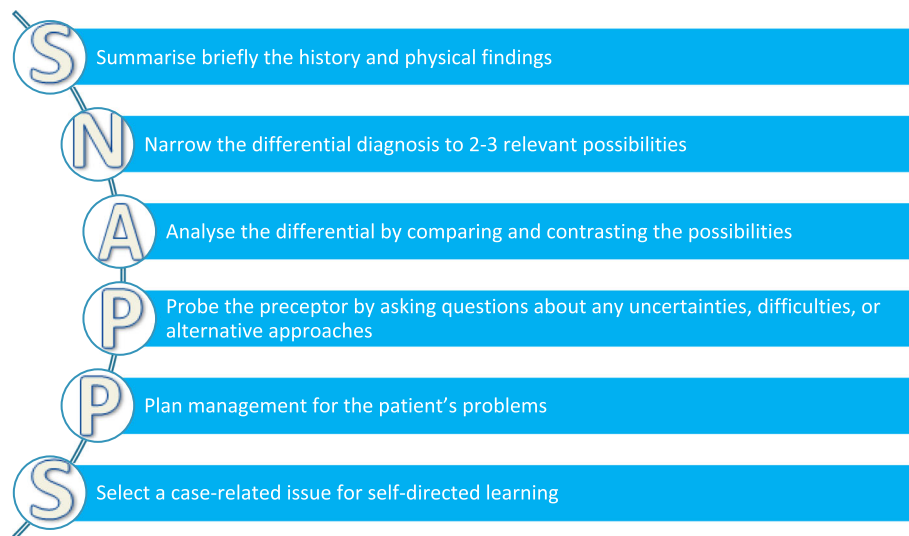 S
Summarise briefly the history and physical findings
N
Narrow the differential diagnosis to 2-3 relevant possibilities
A
Analyse the differential by comparing and contrasting the possibilities
P
Probe the preceptor by asking questions about any uncertainties, difficulties, or
alternative approaches
P
Plan management for the patient’s problems
S
Select a case-related issue for self-directed learning